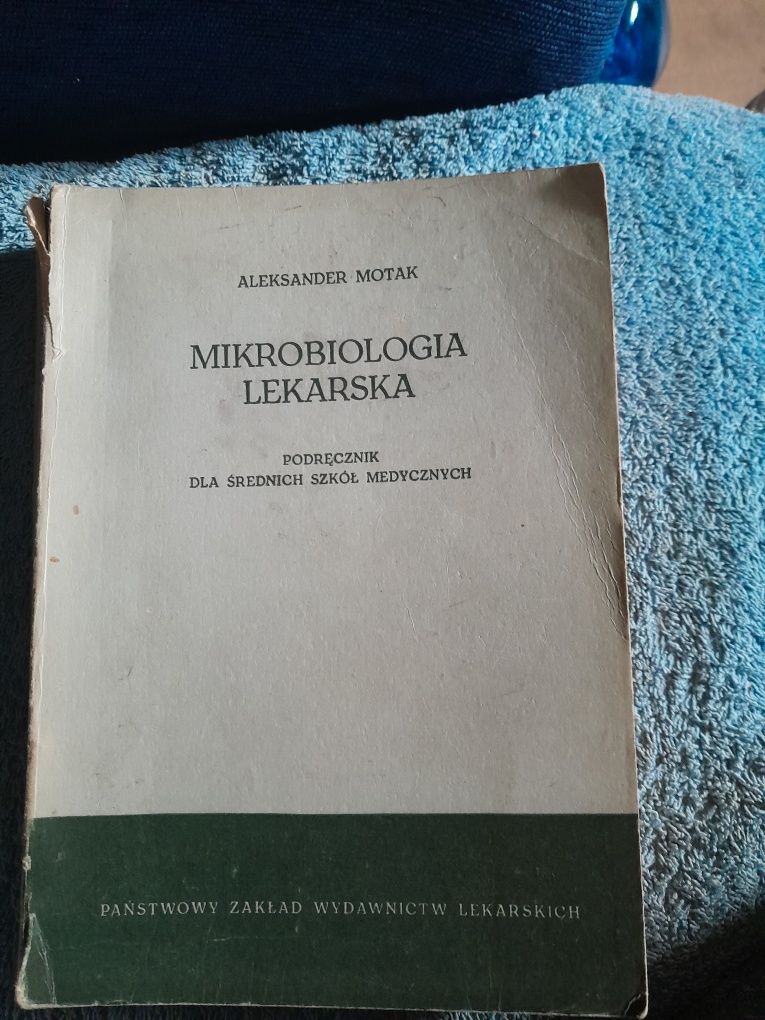 ALEKSANDER MOTAK
MIKROBIOLOGIA
LEKARSKA
PODRĘCZNIK
DLA ŚREDNICH SZKÓŁ MEDYCZNYCH
PAŃSTWOWY ZAKŁAD WYDAWNICTW LEKARSKICH